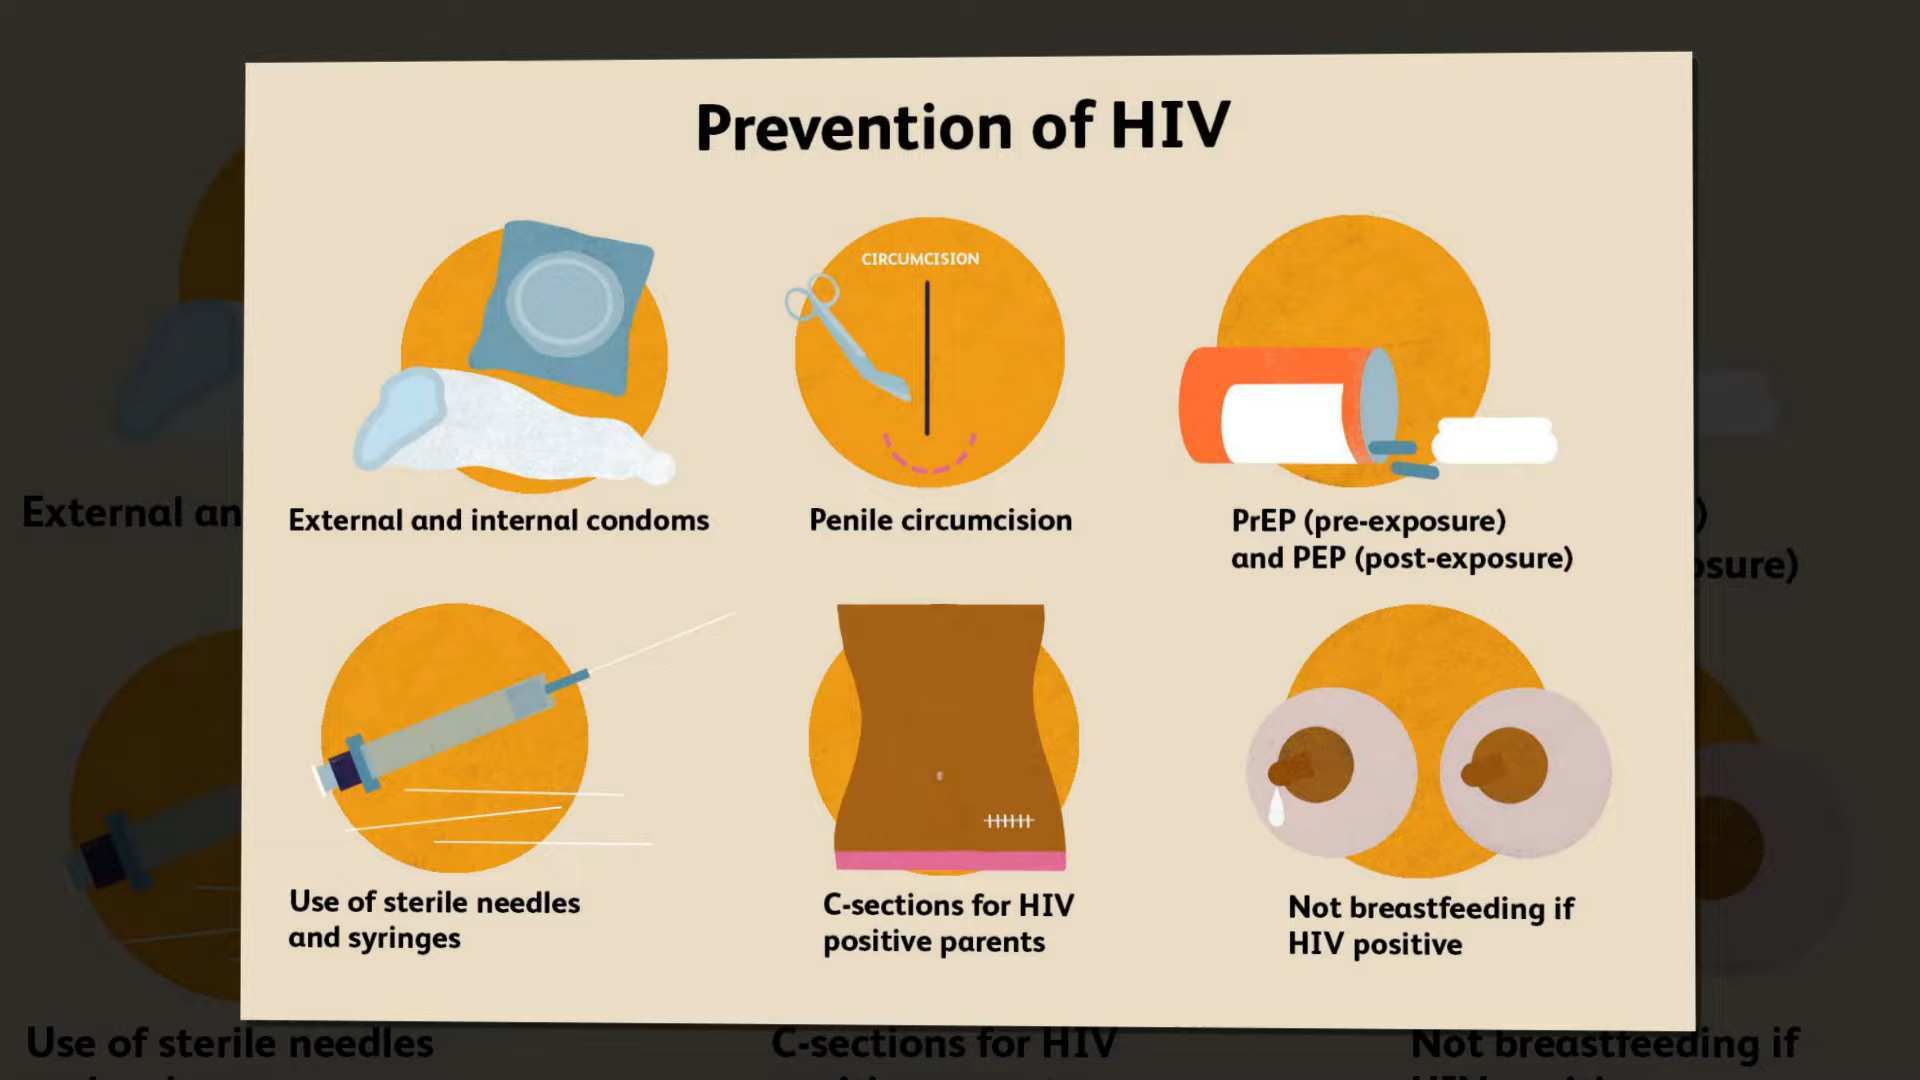 Prevention of HIV
CIRCUMCISION
External and internal condoms
Penile circumcision
PrEP (pre-exposure)
and PEP (post-exposure)
Use of sterile needles
and syringes
C-sections for HIV
positive parents
Not breastfeeding if
HIV positive
External an
)
osure)
Use of sterile needles
C-sections for HIV
Not breastfeeding if